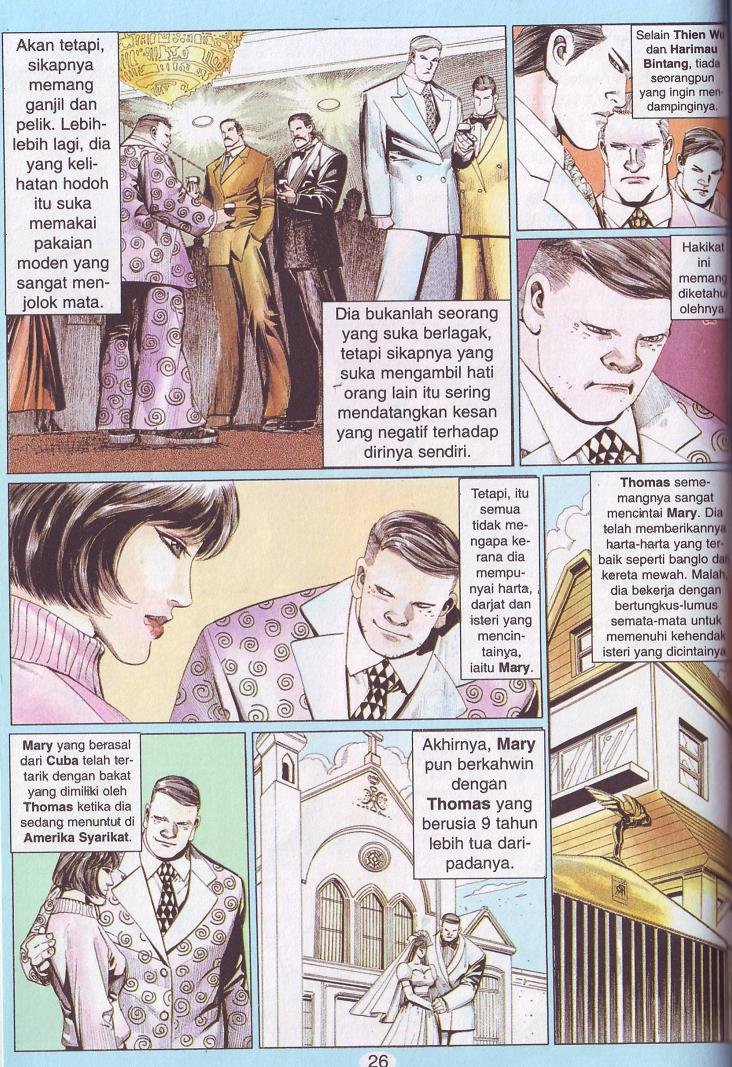 Akan tetapi,
sikapnya
memang
ganjil dan
pelik. Lebih-
lebih lagi, dia
yang keli-
hatan hodoh
itu suka
memakai
pakaian
moden yang
sangat men-
jolok mata.
Dia bukanlah seorang
yang suka berlagak,
tetapi sikapnya yang
suka mengambil hati
orang lain itu sering
mendatangkan kesan
yang negatif terhadap
dirinya sendiri.
Selain Thien Wu
dan Harimau
Bintang, tiada
seorangpun
yang ingin men-
dampinginya.
Hakikat
ini
memang
diketahui
olehnya.
Tetapi, itu
semua
tidak me-
ngapa ke-
rana dia
mempu-
nyai harta,
darjat dan
isteri yang
mencin-
tainya,
iaitu Mary.
Thomas seme-
mangnya sangat
mencintai Mary. Dia
telah memberikannya
harta-harta yang ter-
baik seperti banglo dan
kereta mewah. Malah,
dia bekerja dengan
bertungkus-lumus
semata-mata untuk
memenuhi kehendak
isteri yang dicintainya.
Mary yang berasal
dari Cuba telah ter-
tarik dengan bakat
yang dimiliki oleh
Thomas ketika dia
sedang menuntut di
Amerika Syarikat.
Akhirnya, Mary
pun berkahwin
dengan
Thomas yang
berusia 9 tahun
lebih tua dari-
padanya.
26